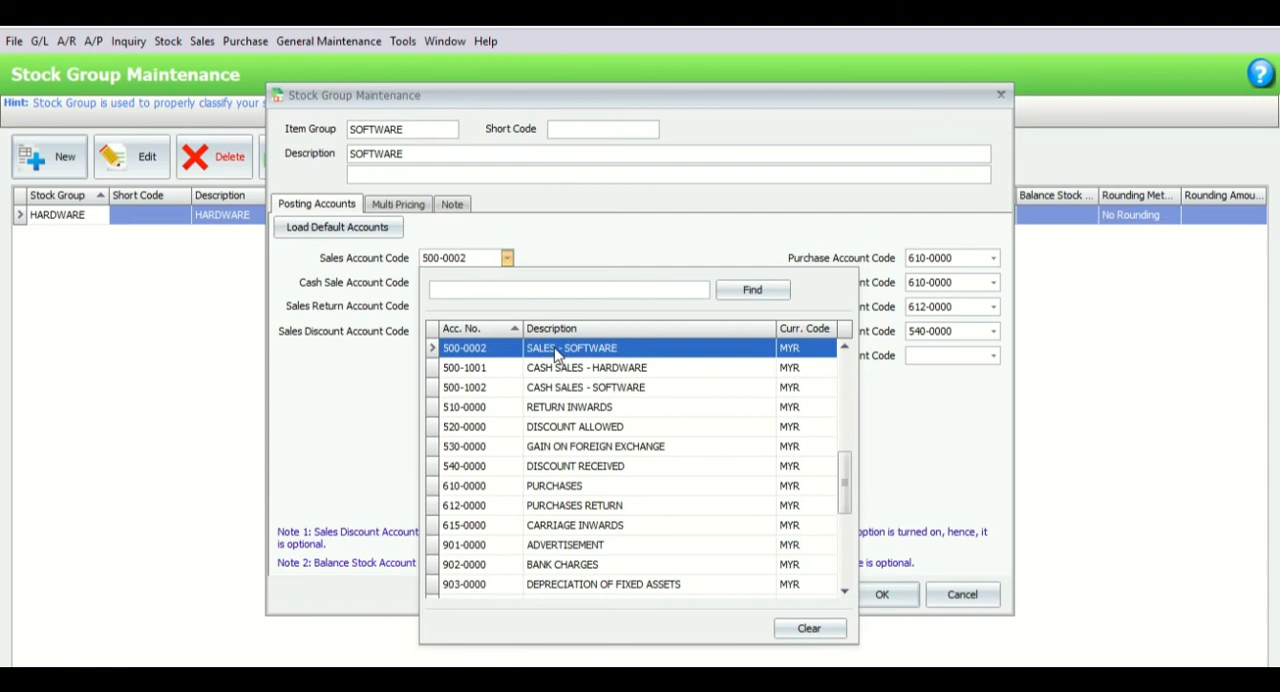 File G/L A/R A/P Inquiry Stock Sales Purchase General Maintenance Tools Window Help
Stock Group Maintenance
?
Hint: Stock Group is used to properly classify your
New Edit Delete
Stock Group Short Code Description Balance Stock ... Rounding Met... Rounding Amou...
HARDWARE HARDWARE No Rounding
Stock Group Maintenance
Item Group SOFTWARE Short Code
Description SOFTWARE
Posting Accounts Multi Pricing Note
Load Default Accounts
Sales Account Code 500-0002 Purchase Account Code 610-0000
Cash Sale Account Code nt Code 610-0000
Sales Return Account Code nt Code 612-0000
Sales Discount Account Code nt Code 540-0000
nt Code
Find
Acc. No. Description Curr. Code
500-0002 SALES - SOFTWARE MYR
500-1001 CASH SALES - HARDWARE MYR
500-1002 CASH SALES - SOFTWARE MYR
510-0000 RETURN INWARDS MYR
520-0000 DISCOUNT ALLOWED MYR
530-0000 GAIN ON FOREIGN EXCHANGE MYR
540-0000 DISCOUNT RECEIVED MYR
610-0000 PURCHASES MYR
612-0000 PURCHASES RETURN MYR
615-0000 CARRIAGE INWARDS MYR
901-0000 ADVERTISEMENT MYR
902-0000 BANK CHARGES MYR
903-0000 DEPRECIATION OF FIXED ASSETS MYR
Clear
Note 1: Sales Discount Account option is turned on, hence, it
is optional.
Note 2: Balance Stock Account e is optional.
OK Cancel